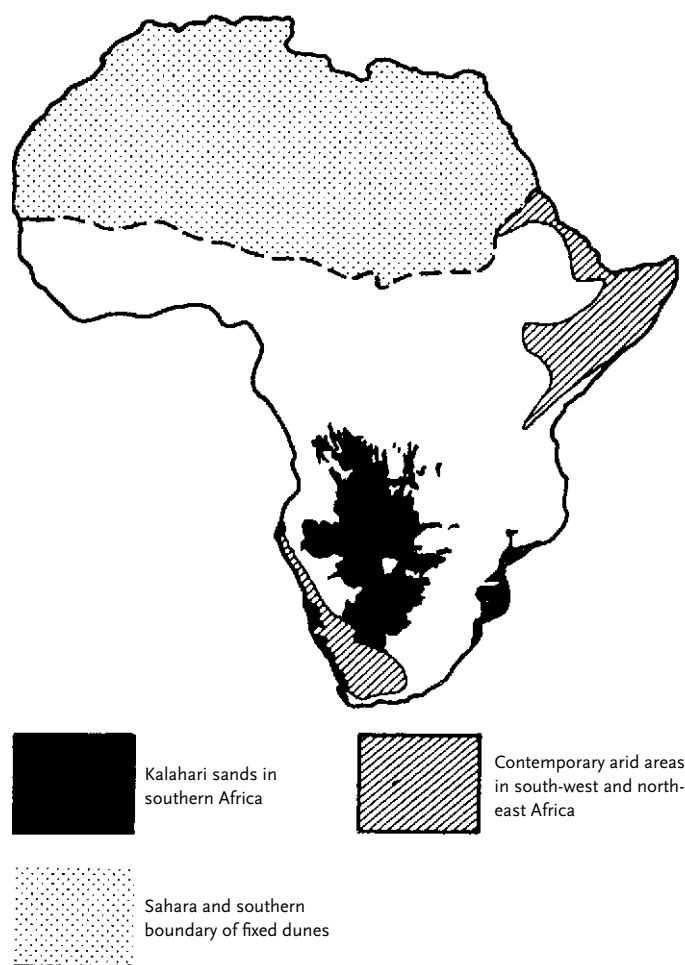 Kalahari sands in
southern Africa
Contemporary arid areas
in south-west and north-
east Africa
Sahara and southern
boundary of fixed dunes